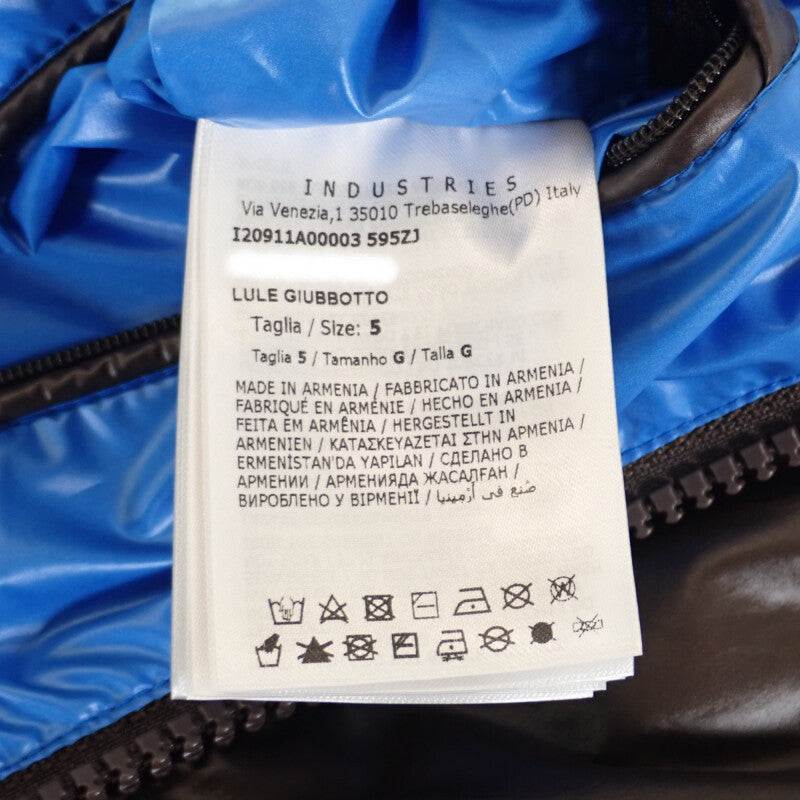 INDUSTRIES
Via Venezia,1 35010 Trebaseleghe(PD) Italy
I20911A00003 595ZJ
LULE GIUBBOTTO
Taglia / Size: 5
Taglia 5 / Tamanho G / Talla G
MADE IN ARMENIA / FABBRICATO IN ARMENIA /
FABRIQUÉ EN ARMÉNIE / HECHO EN ARMENIA /
FEITA EM ARMÊNIA / HERGESTELLT IN
ARMENIEN / ΚΑΤΑΣΚΕΥΑΖΕΤΑΙ ΣΤΗΝ ΑΡΜΕΝΙΑ /
ERMENİSTAN'DA YAPILAN / СДЕЛАНО В
АРМЕНИИ / АРМЕНИЯДА ЖАСАЛҒАН /
ВИРОБЛЕНО У ВІРМЕНІЇ / صُنع في أرمينيا